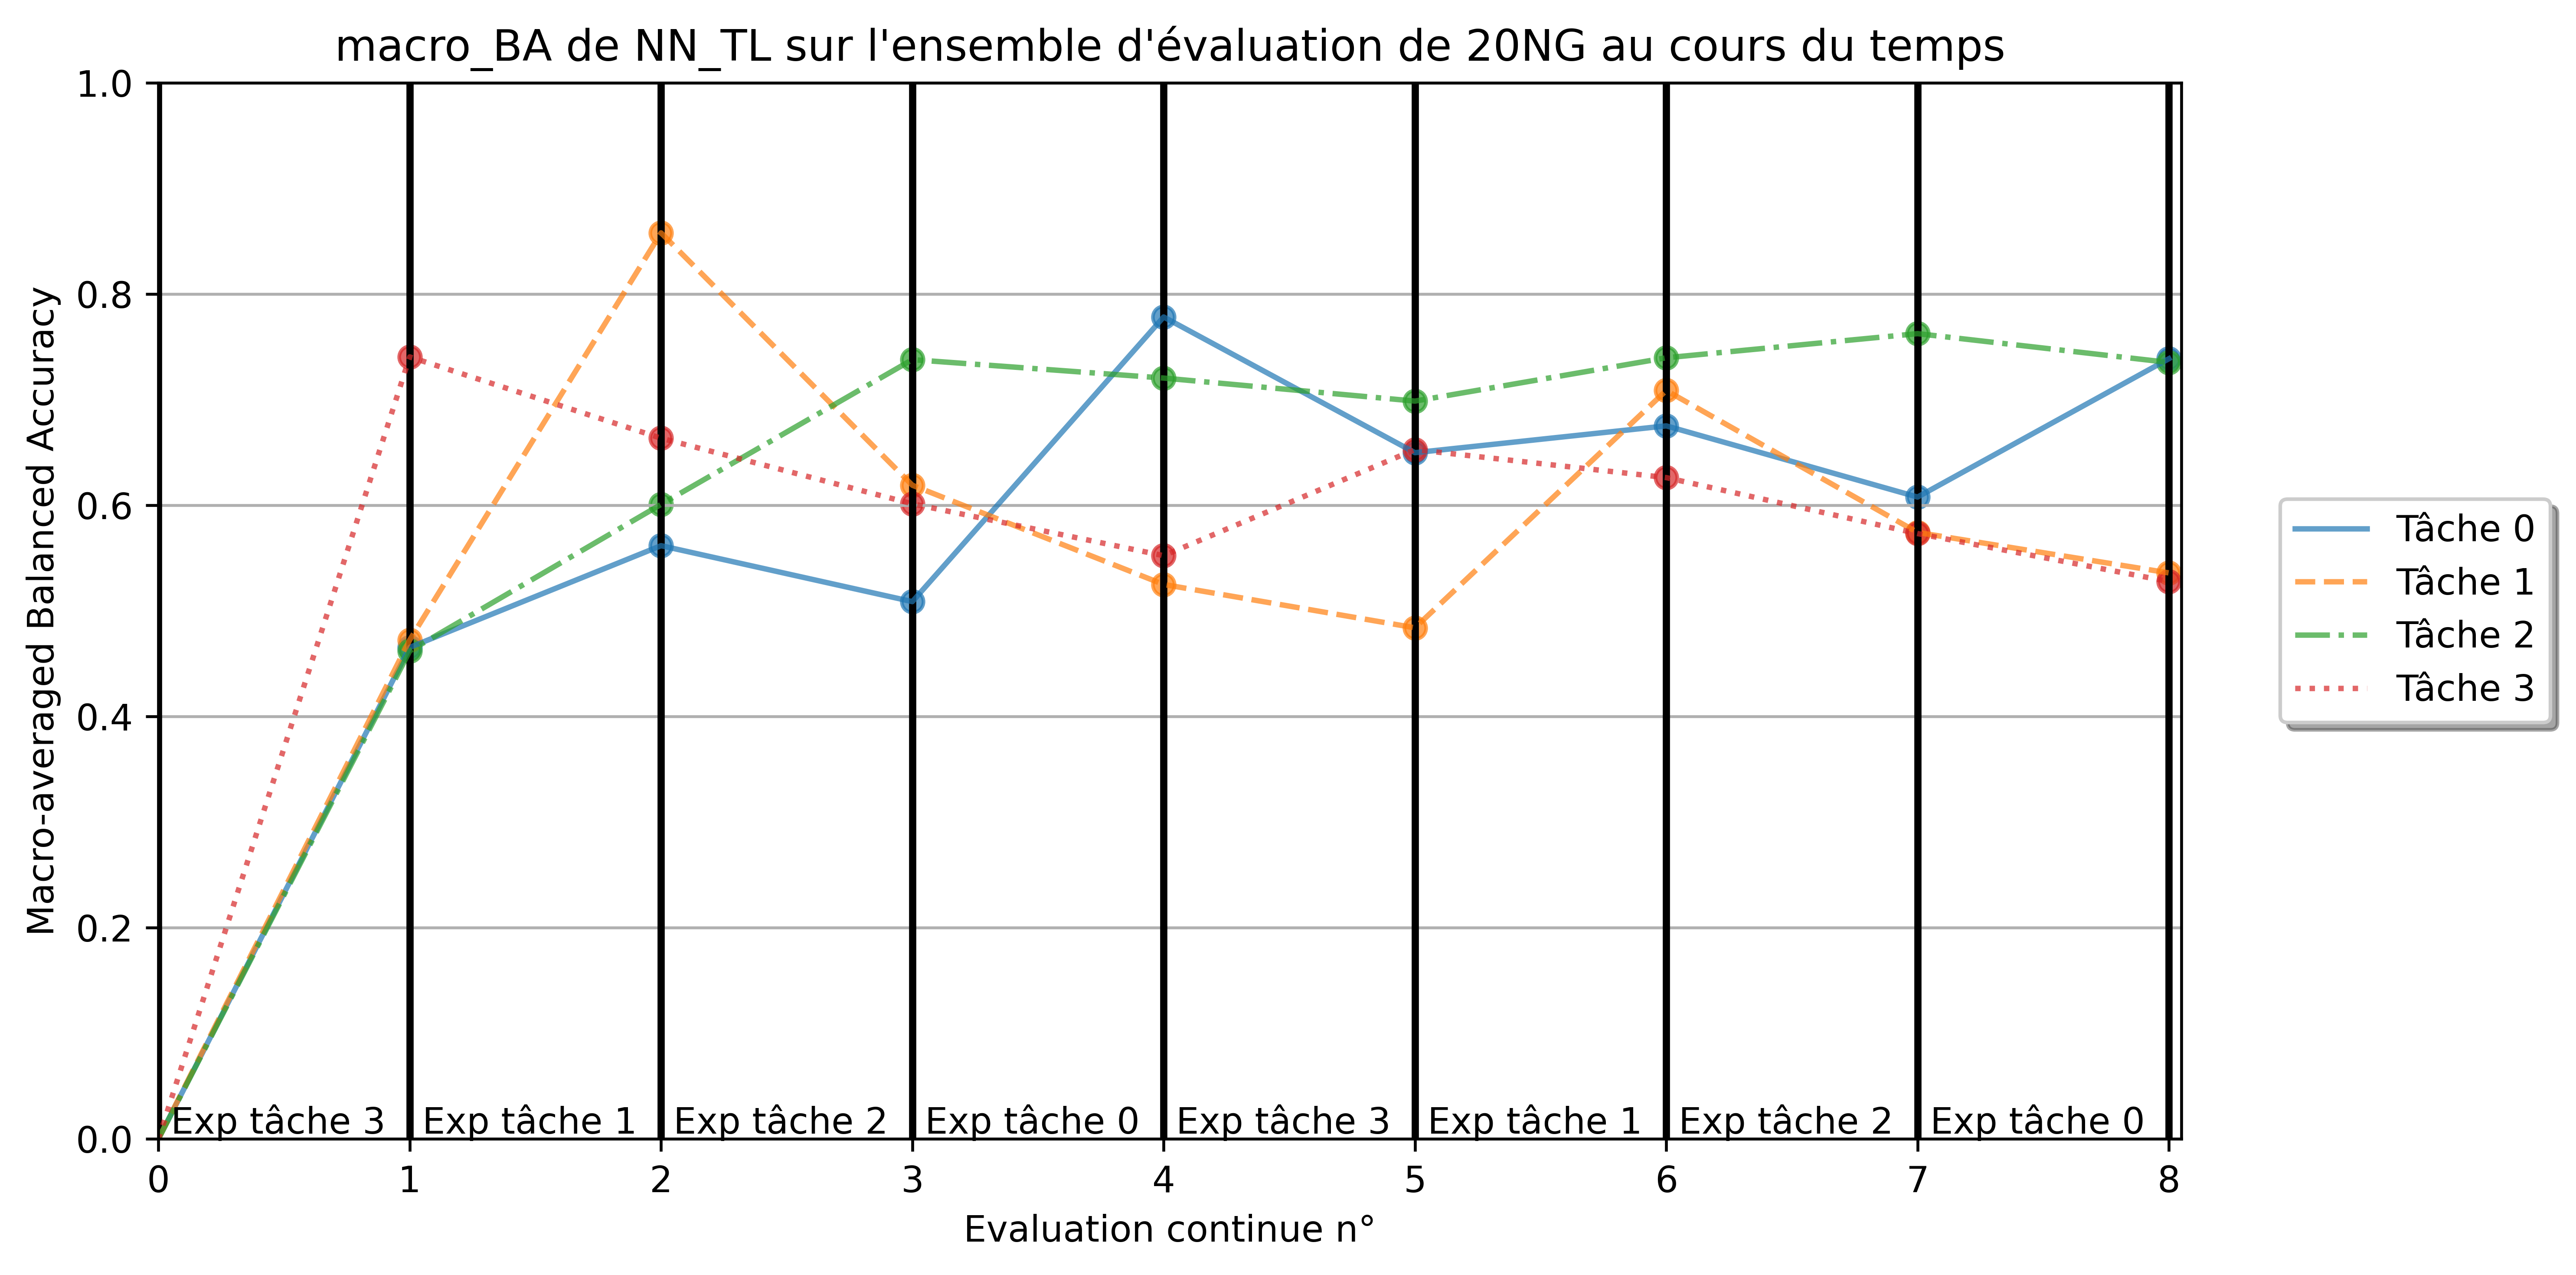 macro_BA de NN_TL sur l'ensemble d'évaluation de 20NG au cours du temps
Macro-averaged Balanced Accuracy
1.0
0.8
0.6
0.4
0.2
0.0
Exp tâche 3 Exp tâche 1 Exp tâche 2 Exp tâche 0 Exp tâche 3 Exp tâche 1 Exp tâche 2 Exp tâche 0
0 1 2 3 4 5 6 7 8
Evaluation continue n°
Tâche 0
Tâche 1
Tâche 2
Tâche 3